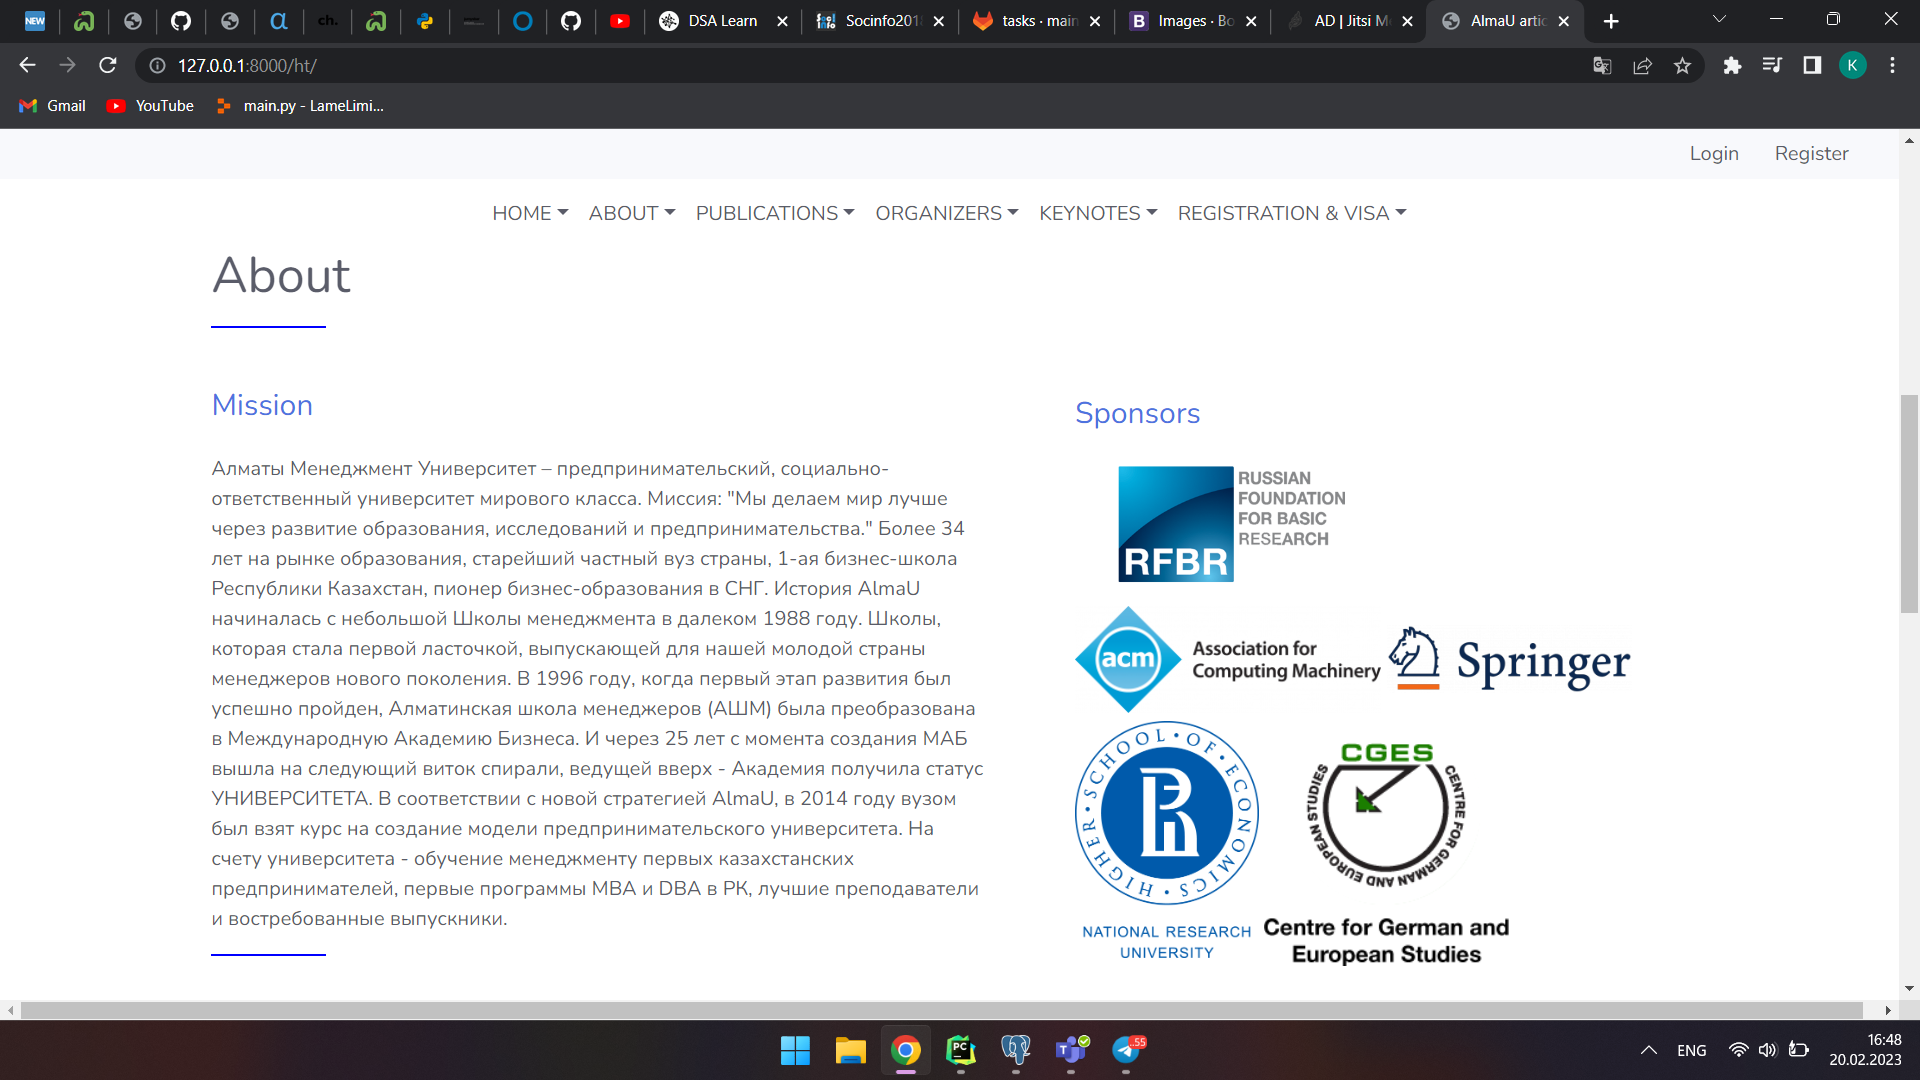 NEW
ch.
DSA Learn
Socinfo201
tasks · main
Images · Bo
AD | Jitsi M
AlmaU artic
127.0.0.1:8000/ht/
K
Gmail
YouTube
main.py - LameLimi...
Login
Register
HOME
ABOUT
PUBLICATIONS
ORGANIZERS
KEYNOTES
REGISTRATION & VISA
About
Mission
Алматы Менеджмент Университет – предпринимательский, социально-
ответственный университет мирового класса. Миссия: "Мы делаем мир лучше
через развитие образования, исследований и предпринимательства." Более 34
лет на рынке образования, старейший частный вуз страны, 1-ая бизнес-школа
Республики Казахстан, пионер бизнес-образования в СНГ. История AlmaU
начиналась с небольшой Школы менеджмента в далеком 1988 году. Школы,
которая стала первой ласточкой, выпускающей для нашей молодой страны
менеджеров нового поколения. В 1996 году, когда первый этап развития был
успешно пройден, Алматинская школа менеджеров (АШМ) была преобразована
в Международную Академию Бизнеса. И через 25 лет с момента создания МАБ
вышла на следующий виток спирали, ведущей вверх - Академия получила статус
УНИВЕРСИТЕТА. В соответствии с новой стратегией AlmaU, в 2014 году вузом
был взят курс на создание модели предпринимательского университета. На
счету университета - обучение менеджменту первых казахстанских
предпринимателей, первые программы MBA и DBA в РК, лучшие преподаватели
и востребованные выпускники.
Sponsors
RFBR
RUSSIAN
FOUNDATION
FOR BASIC
RESEARCH
acm
Association for
Computing Machinery
Springer
HIGHER · SCHOOL · OF · ECONOMICS ·
NATIONAL RESEARCH
UNIVERSITY
CGES
CENTRE FOR GERMAN AND EUROPEAN STUDIES
Centre for German and
European Studies
PC
T
55
ENG
16:48
20.02.2023